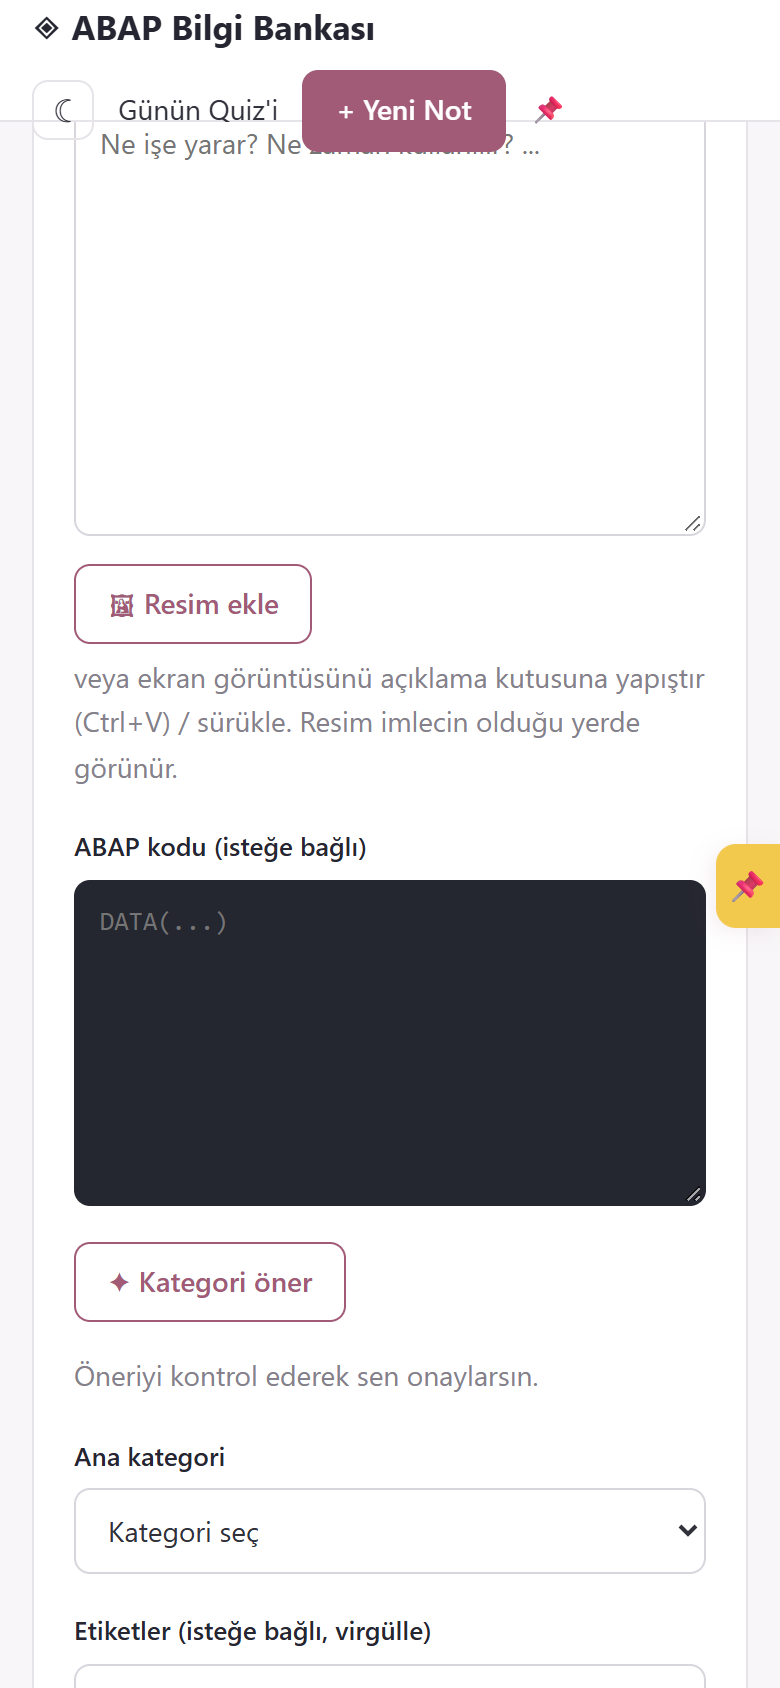 ABAP Bilgi Bankası
Günün Quiz'i
+ Yeni Not
Ne işe yarar? Ne zaman kullanılır? ...
Resim ekle
veya ekran görüntüsünü açıklama kutusuna yapıştır
(Ctrl+V) / sürükle. Resim imlecin olduğu yerde
görünür.
ABAP kodu (isteğe bağlı)
DATA(...)
Kategori öner
Öneriyi kontrol ederek sen onaylarsın.
Ana kategori
Kategori seç
Etiketler (isteğe bağlı, virgülle)